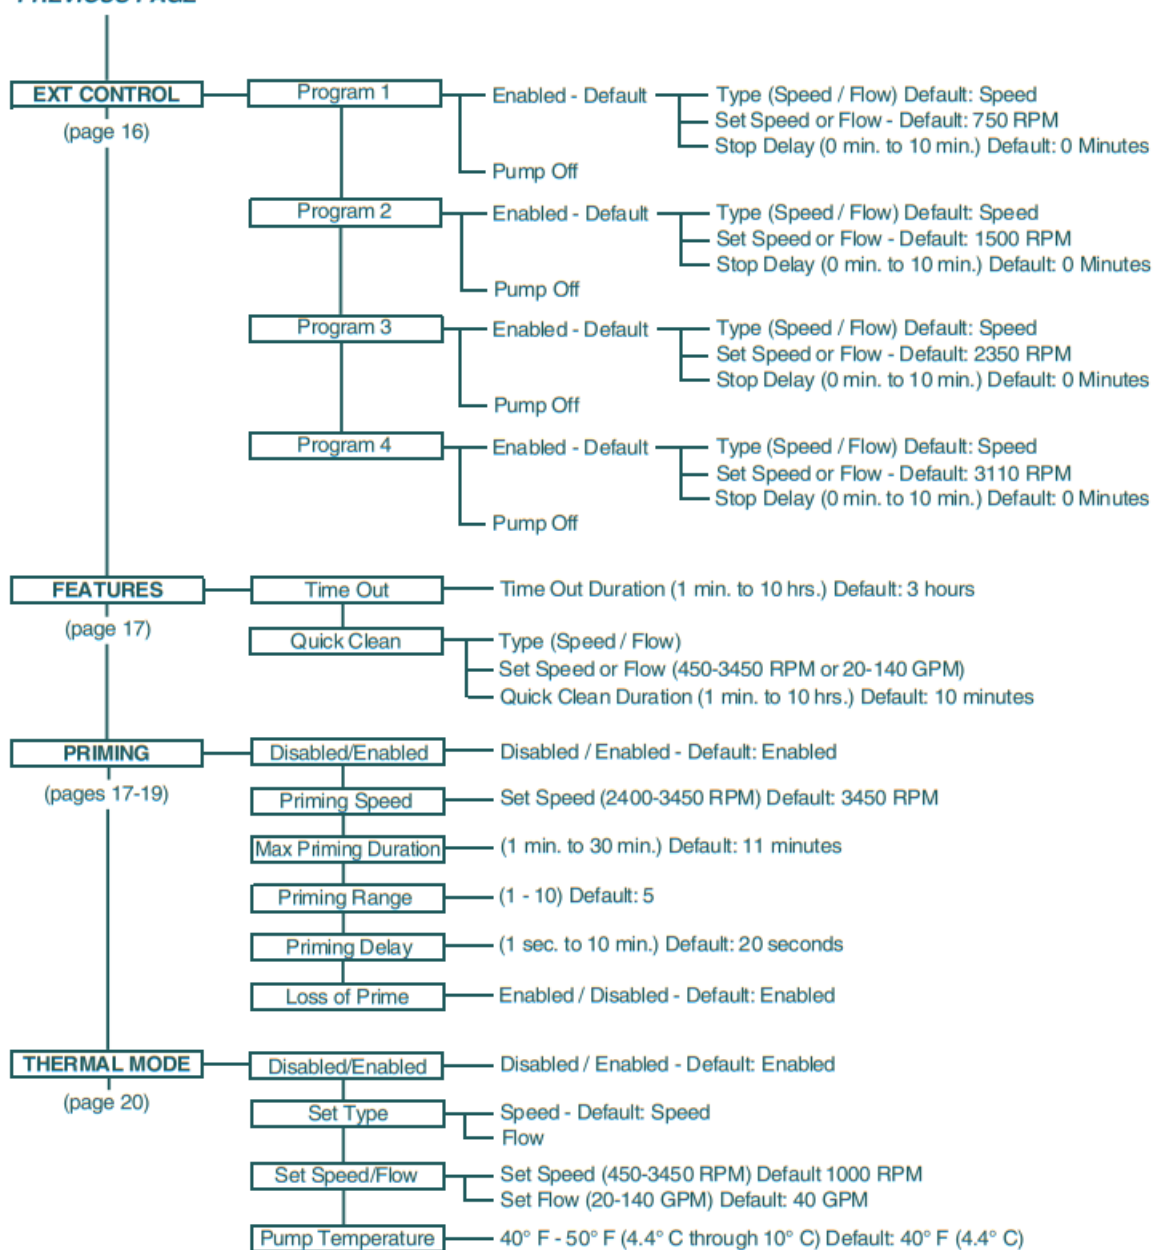 PREVIOUS PAGE
EXT CONTROL
(page 16)
Program 1
Enabled - Default
Type (Speed / Flow) Default: Speed
Set Speed or Flow - Default: 750 RPM
Stop Delay (0 min. to 10 min.) Default: 0 Minutes
Pump Off
Program 2
Enabled - Default
Type (Speed / Flow) Default: Speed
Set Speed or Flow - Default: 1500 RPM
Stop Delay (0 min. to 10 min.) Default: 0 Minutes
Pump Off
Program 3
Enabled - Default
Type (Speed / Flow) Default: Speed
Set Speed or Flow - Default: 2350 RPM
Stop Delay (0 min. to 10 min.) Default: 0 Minutes
Pump Off
Program 4
Enabled - Default
Type (Speed / Flow) Default: Speed
Set Speed or Flow - Default: 3110 RPM
Stop Delay (0 min. to 10 min.) Default: 0 Minutes
Pump Off
FEATURES
(page 17)
Time Out
Time Out Duration (1 min. to 10 hrs.) Default: 3 hours
Quick Clean
Type (Speed / Flow)
Set Speed or Flow (450-3450 RPM or 20-140 GPM)
Quick Clean Duration (1 min. to 10 hrs.) Default: 10 minutes
PRIMING
(pages 17-19)
Disabled/Enabled
Disabled / Enabled - Default: Enabled
Priming Speed
Set Speed (2400-3450 RPM) Default: 3450 RPM
Max Priming Duration
(1 min. to 30 min.) Default: 11 minutes
Priming Range
(1 - 10) Default: 5
Priming Delay
(1 sec. to 10 min.) Default: 20 seconds
Loss of Prime
Enabled / Disabled - Default: Enabled
THERMAL MODE
(page 20)
Disabled/Enabled
Disabled / Enabled - Default: Enabled
Set Type
Speed - Default: Speed
Flow
Set Speed/Flow
Set Speed (450-3450 RPM) Default 1000 RPM
Set Flow (20-140 GPM) Default: 40 GPM
Pump Temperature
40° F - 50° F (4.4° C through 10° C) Default: 40° F (4.4° C)